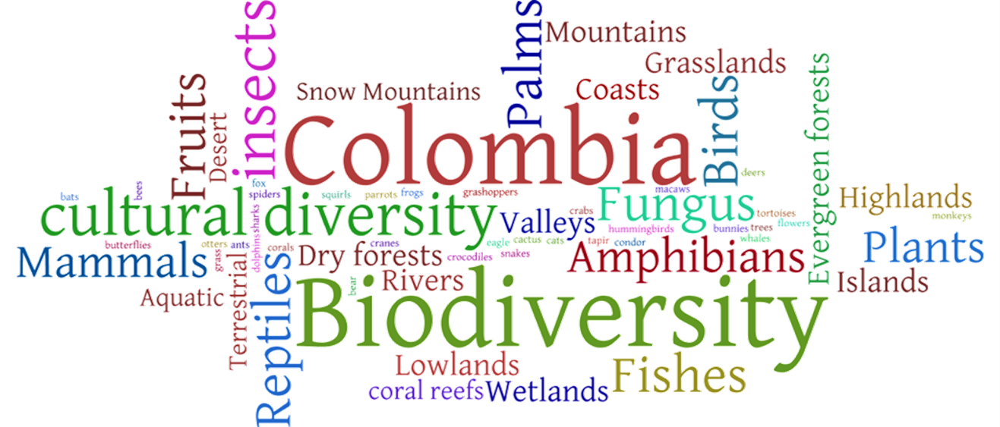 insects
Palms
Mountains
Grasslands
Fruits
Desert
Snow Mountains
Coasts
Birds
Evergreen forests
Colombia
deers
bats
bees
fox
spiders
squirls
parrots
frogs
grashoppers
macaws
cultural diversity
sharks
Valleys
crabs
Fungus
tortoises
flowers
Highlands
monkeys
hummingbirds
bunnies
trees
butterflies
otters
ants
dolphins
corals
cranes
eagle
cactus
cats
tapir
condor
whales
Mammals
grass
Dry forests
crocodiles
snakes
Amphibians
Plants
Aquatic
Terrestrial
Reptiles
bear
Rivers
Islands
Biodiversity
Lowlands
Fishes
coral reefs
Wetlands